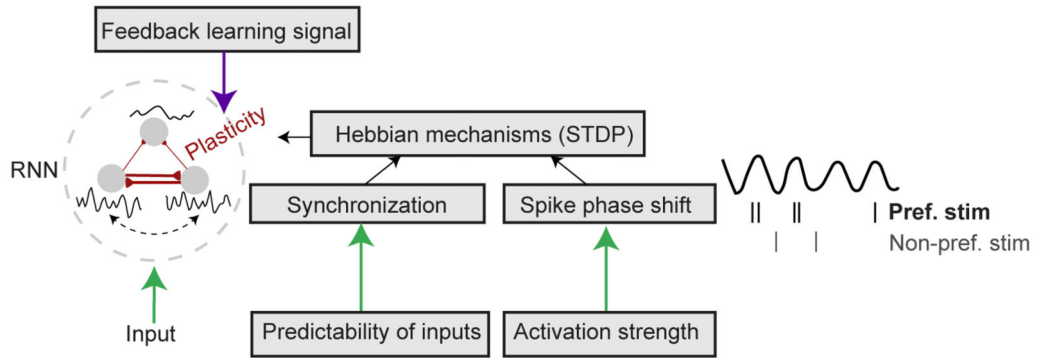 Feedback learning signal
Plasticity
Hebbian mechanisms (STDP)
RNN
Synchronization
Spike phase shift
Pref. stim
Non-pref. stim
Input
Predictability of inputs
Activation strength